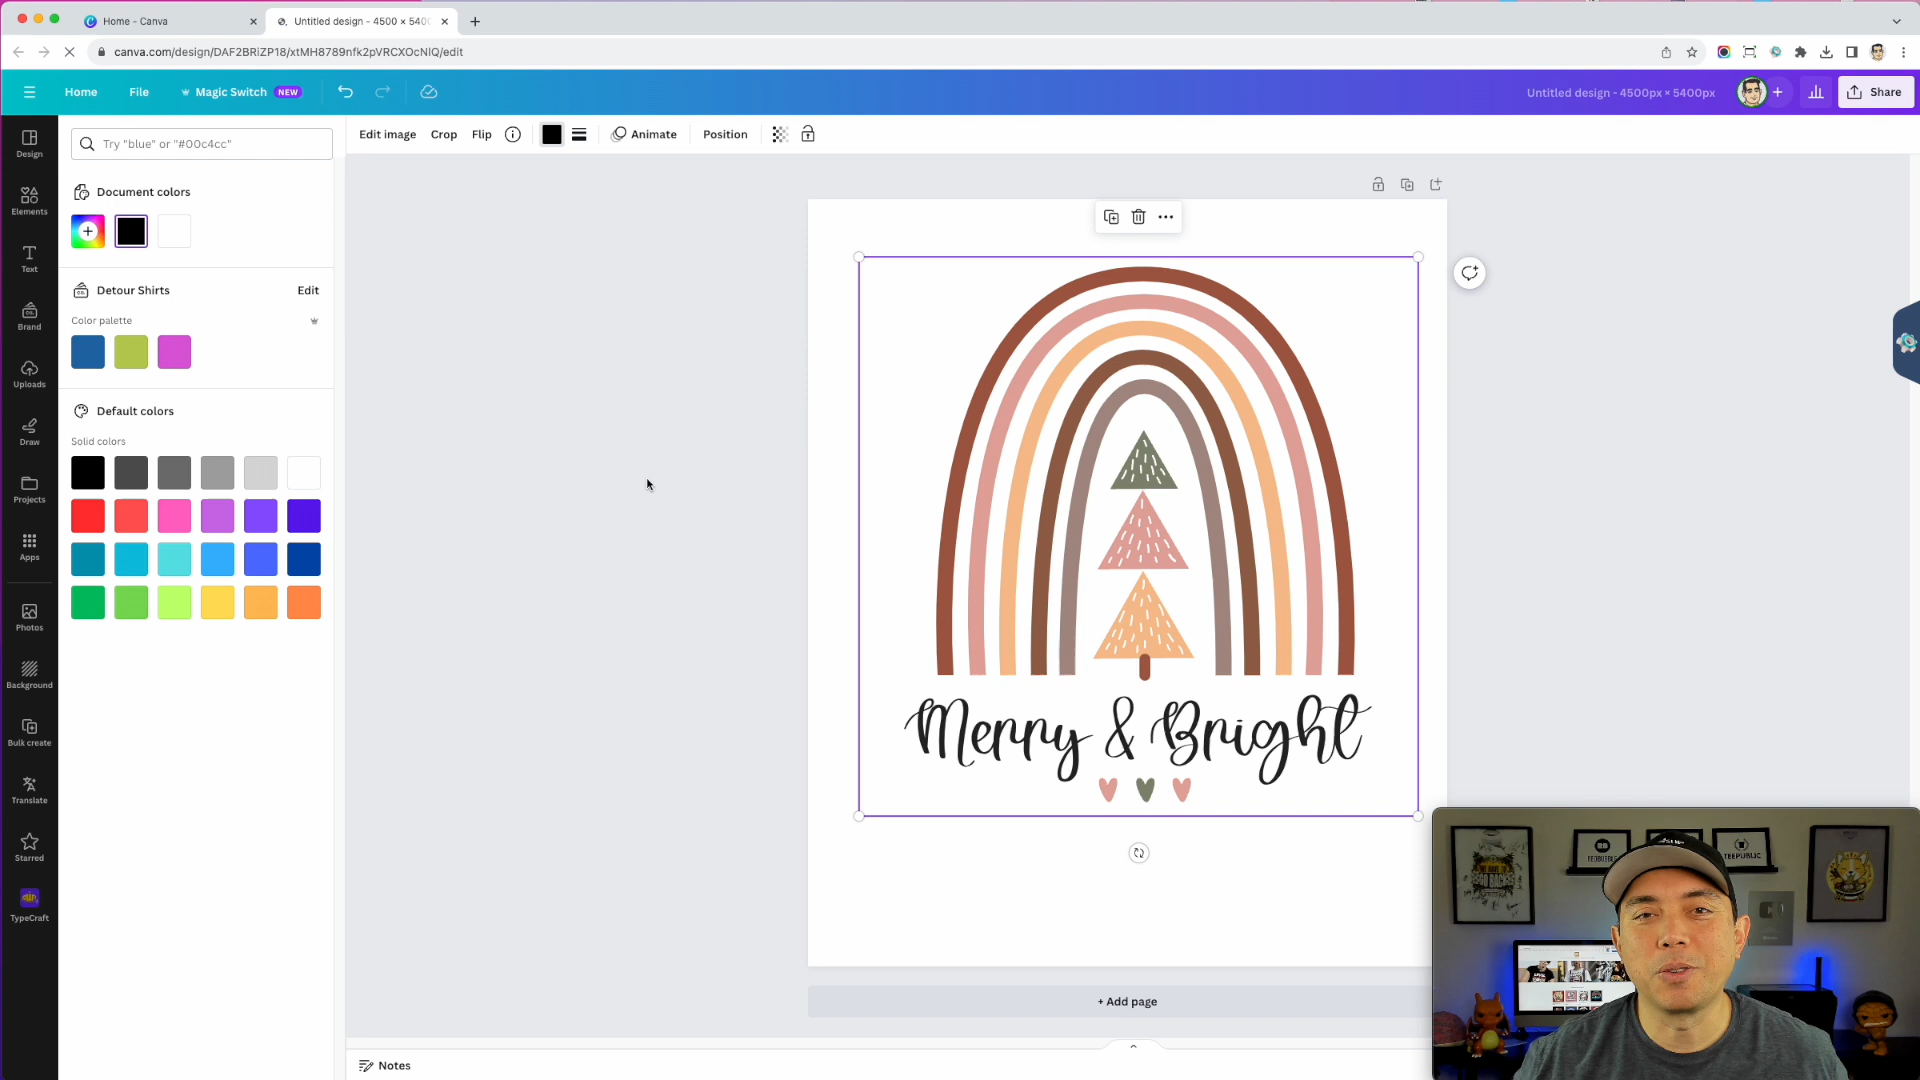 Home - Canva
Untitled design - 4500 × 540
canva.com/design/DAF2BRiZP18/xtMH8789nfk2pVRCXOcNIQ/edit
Home File Magic Switch NEW
Untitled design - 4500px × 5400px
Share
Design
Elements
Text
Brand
Uploads
Draw
Projects
Apps
Photos
Background
Bulk create
Translate
Starred
TypeCraft
Try "blue" or "#00c4cc"
Document colors
Detour Shirts Edit
Color palette
Default colors
Solid colors
Edit image Crop Flip Animate Position
Merry & Bright
+ Add page
Notes
REDBUBBLE
TEEPUBLIC